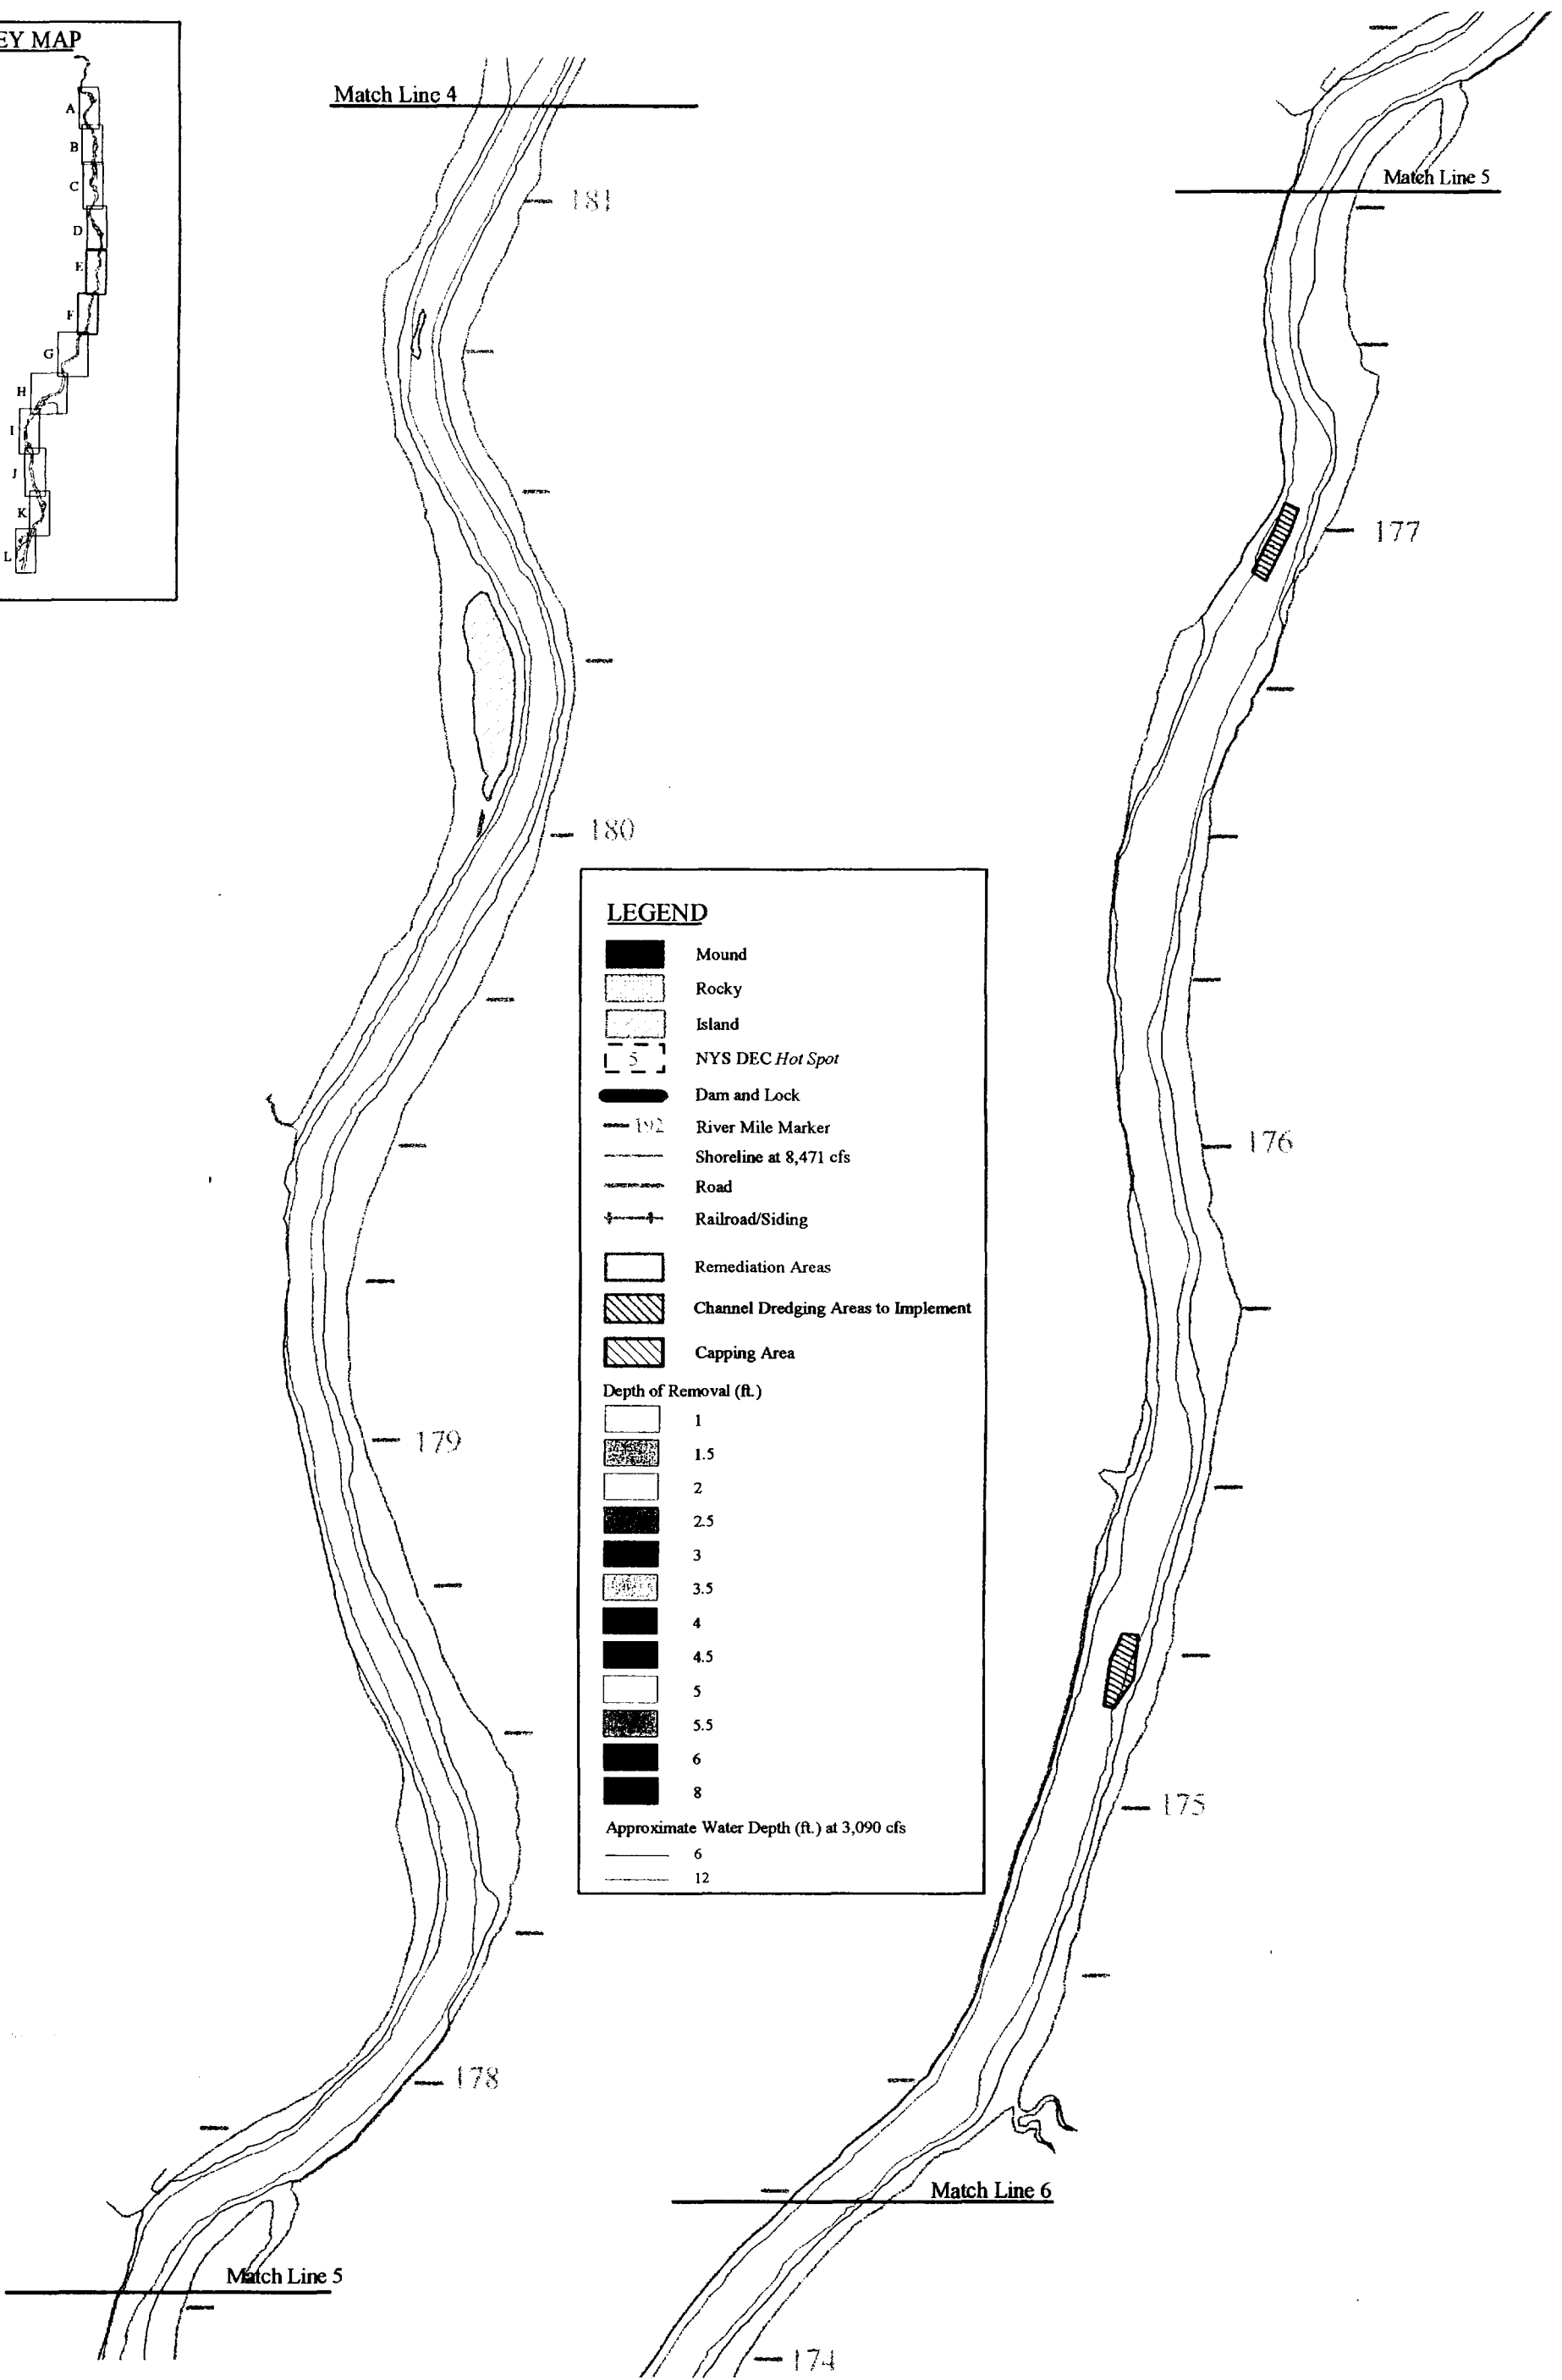 EY MAP
A
B
C
D
E
F
G
H
I
J
K
L
Match Line 4
181
180
179
178
Match Line 5
LEGEND
Mound
Rocky
Island
5 NYS DEC Hot Spot
Dam and Lock
192 River Mile Marker
Shoreline at 8,471 cfs
Road
Railroad/Siding
Remediation Areas
Channel Dredging Areas to Implement
Capping Area
Depth of Removal (ft.)
1
1.5
2
2.5
3
3.5
4
4.5
5
5.5
6
8
Approximate Water Depth (ft.) at 3,090 cfs
6
12
Match Line 5
177
176
175
Match Line 6
174